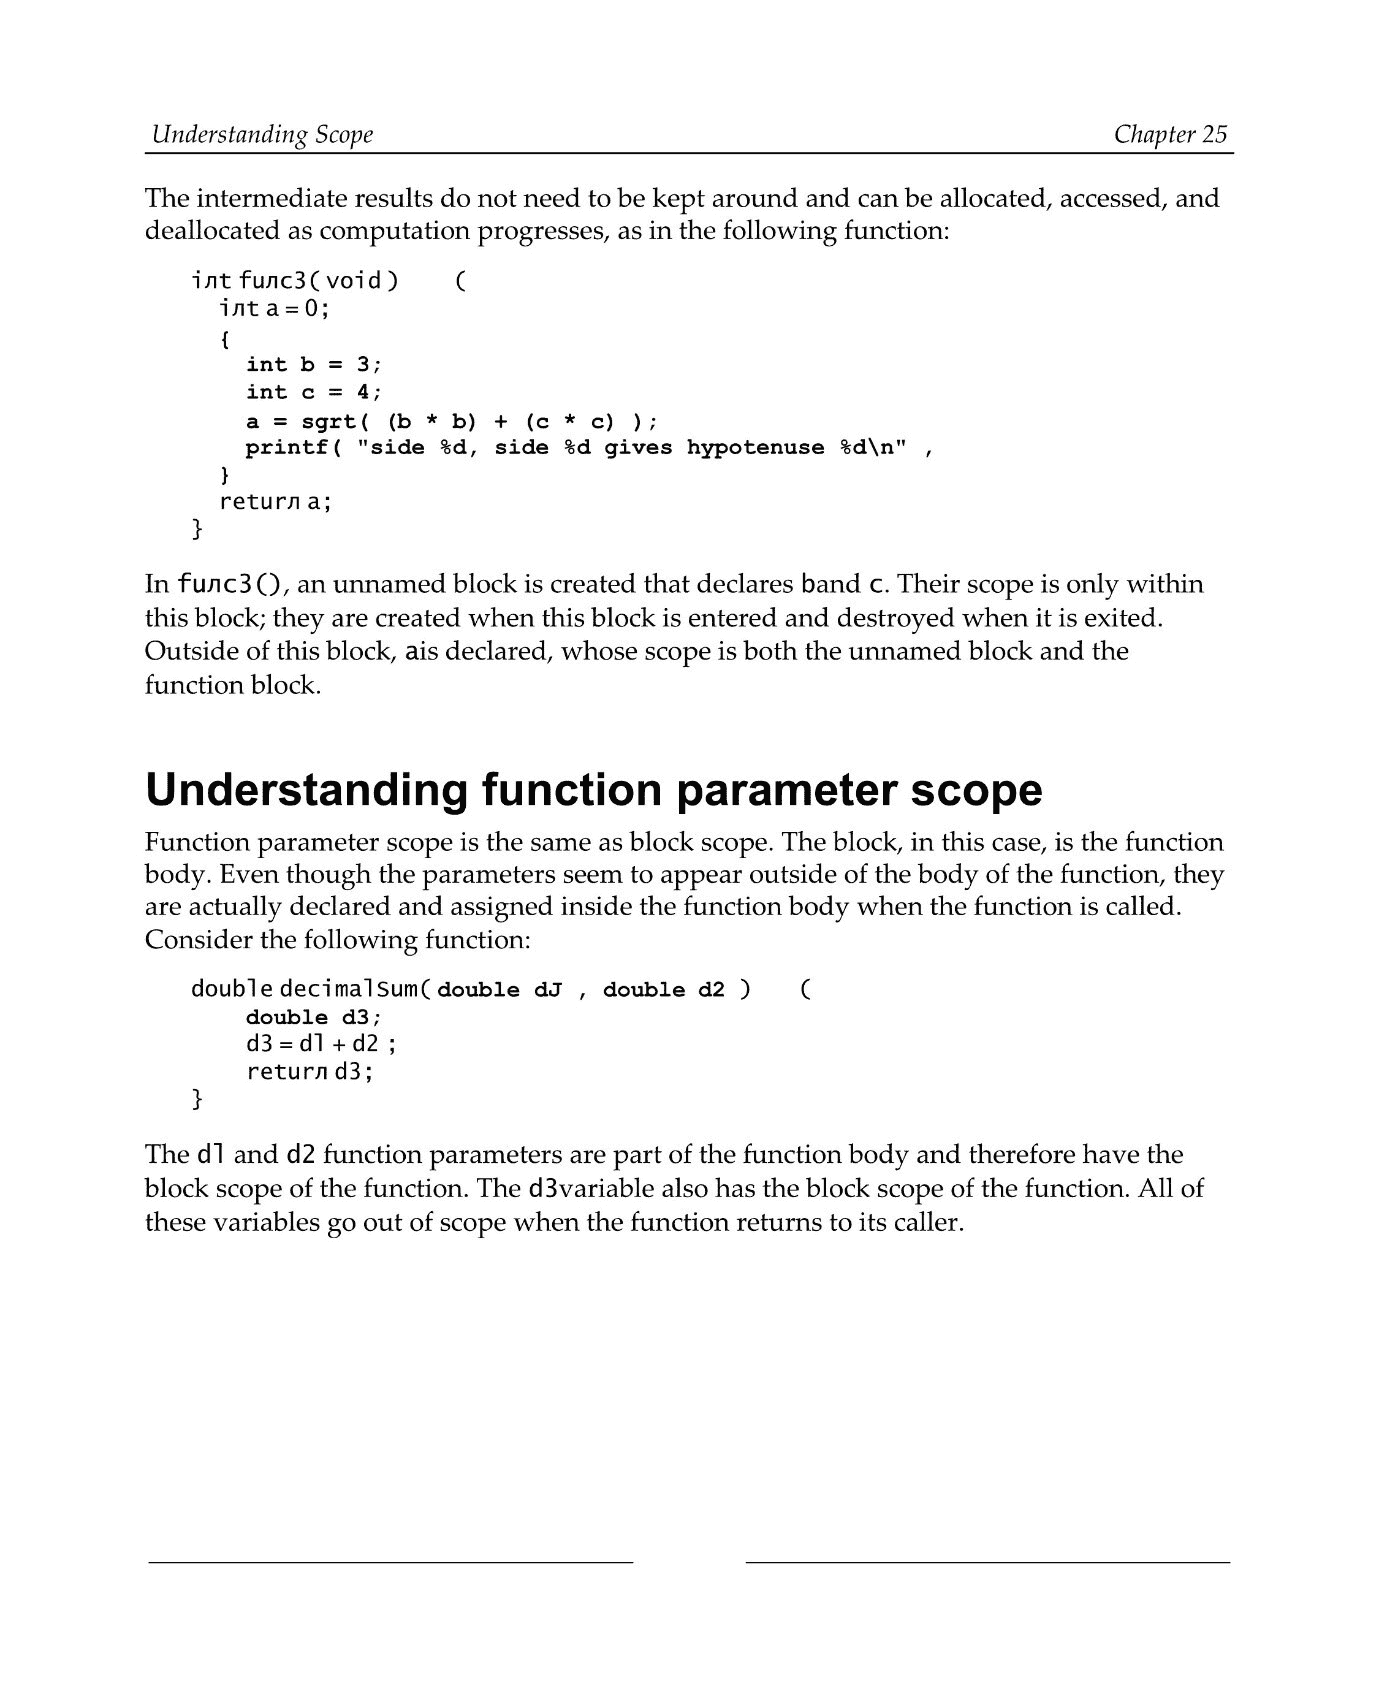 Understanding Scope Chapter 25
The intermediate results do not need to be kept around and can be allocated, accessed, and
deallocated as computation progresses, as in the following function:
iлt fuлc3( void ) (
iлt a = 0;
{
int b = 3;
int c = 4;
a = sgrt( (b * b) + (c * c) );
printf( "side %d, side %d gives hypotenuse %d\n" ,
}
returл a;
}
In fuлc3(), an unnamed block is created that declares band c. Their scope is only within
this block; they are created when this block is entered and destroyed when it is exited.
Outside of this block, ais declared, whose scope is both the unnamed block and the
function block.
Understanding function parameter scope
Function parameter scope is the same as block scope. The block, in this case, is the function
body. Even though the parameters seem to appear outside of the body of the function, they
are actually declared and assigned inside the function body when the function is called.
Consider the following function:
double decimalSum( double dJ , double d2 ) (
double d3;
d3 = dl + d2 ;
returл d3;
}
The dl and d2 function parameters are part of the function body and therefore have the
block scope of the function. The d3variable also has the block scope of the function. All of
these variables go out of scope when the function returns to its caller.